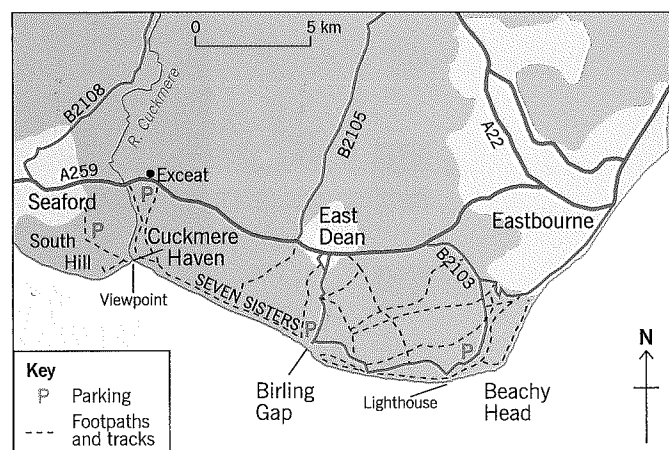 0 5 km
B2108
R. Cuckmere
B2105
A22
A259
Exceat
P
Seaford
P
East
Dean
Eastbourne
South
Hill
Cuckmere
Haven
B2103
Viewpoint
SEVEN SISTERS
P
P
N
Key
P Parking
Footpaths
and tracks
Birling
Gap
Lighthouse
Beachy
Head